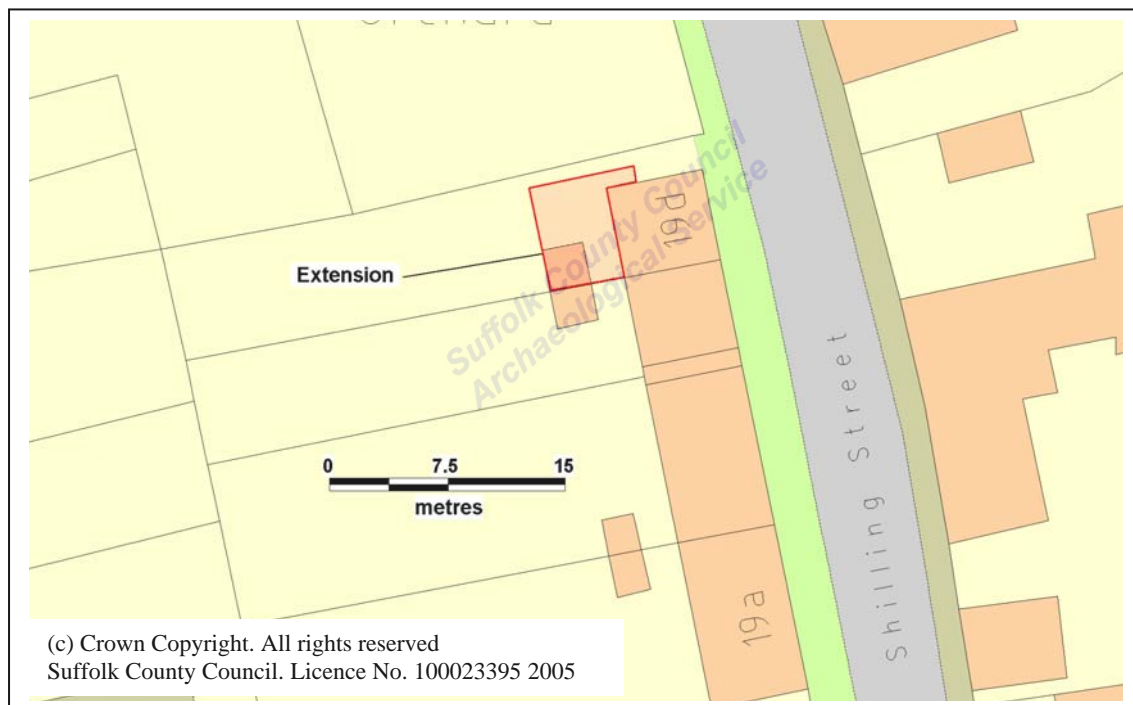 Extension
19d
Suffolk County Council
Archaeological Service
0 7.5 15
metres
Shilling Street
19a
(c) Crown Copyright. All rights reserved
Suffolk County Council. Licence No. 100023395 2005